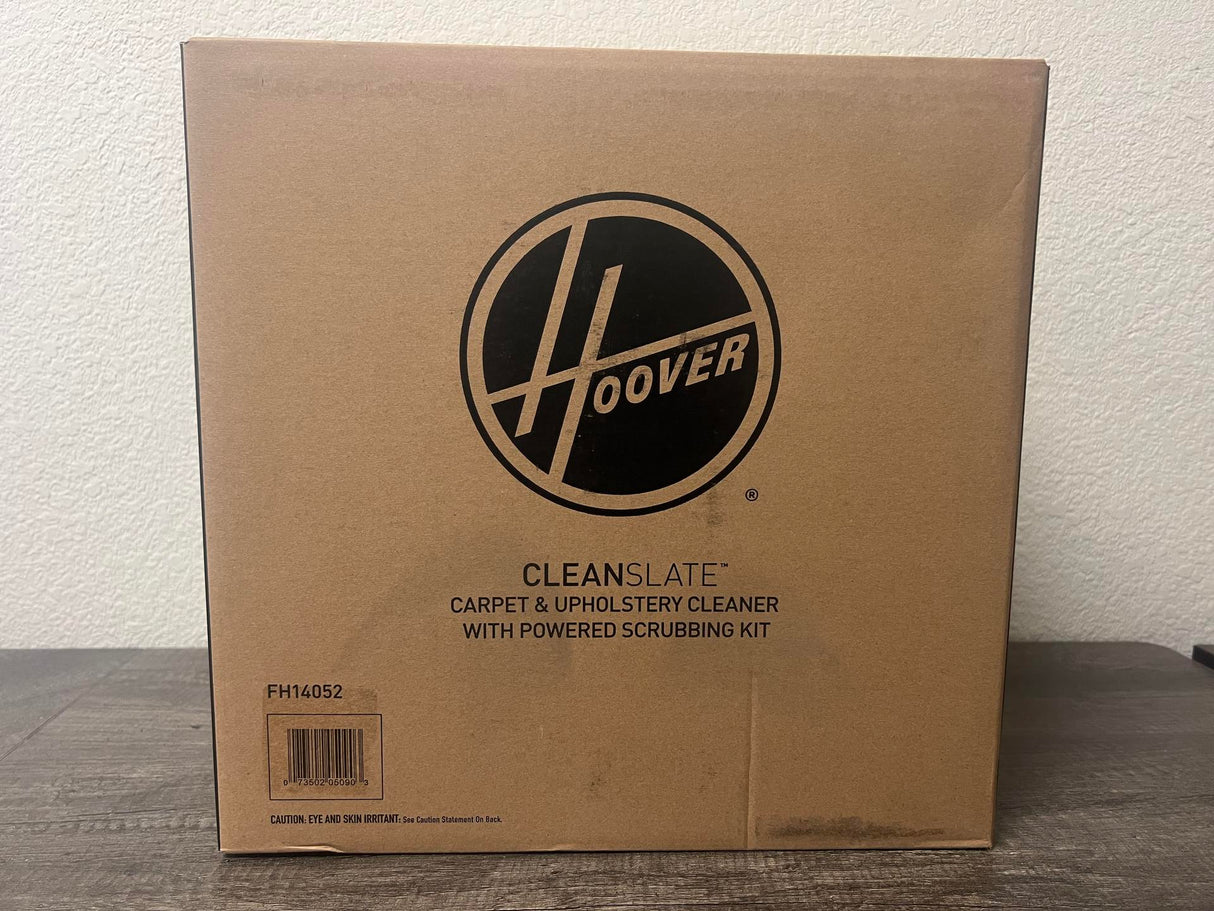 HOOVER
®
CLEANSLATE™
CARPET & UPHOLSTERY CLEANER
WITH POWERED SCRUBBING KIT
FH14052
0 73502 05090 3
CAUTION: EYE AND SKIN IRRITANT: See Caution Statement On Back.